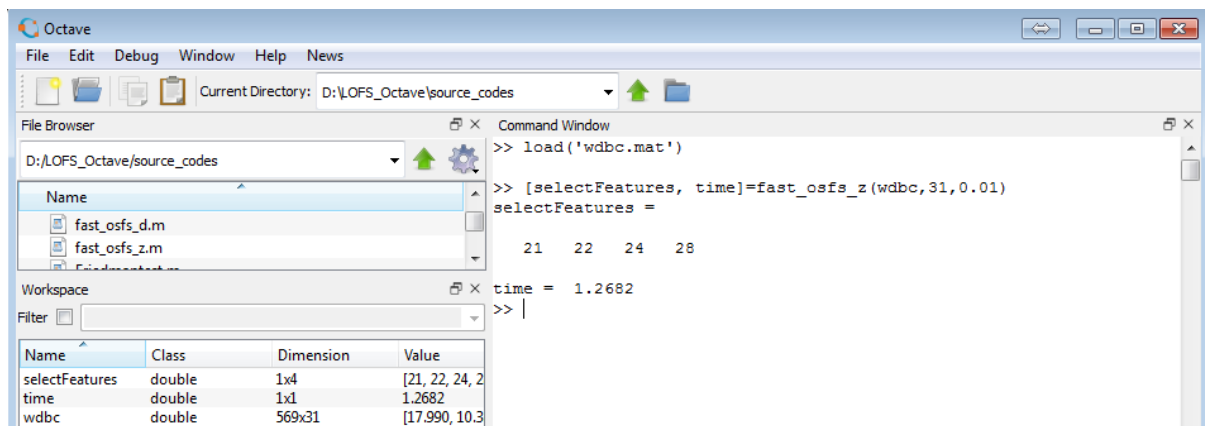 Octave
File Edit Debug Window Help News
Current Directory: D:\LOFS_Octave\source_codes
File Browser
D:/LOFS_Octave/source_codes
Name
fast_osfs_d.m
fast_osfs_z.m
Workspace
Filter
Name Class Dimension Value
selectFeatures double 1x4 [21, 22, 24, 2
time double 1x1 1.2682
wdbc double 569x31 [17.990, 10.3
Command Window
>> load('wdbc.mat')
>> [selectFeatures, time]=fast_osfs_z(wdbc,31,0.01)
selectFeatures =
21 22 24 28
time = 1.2682
>>